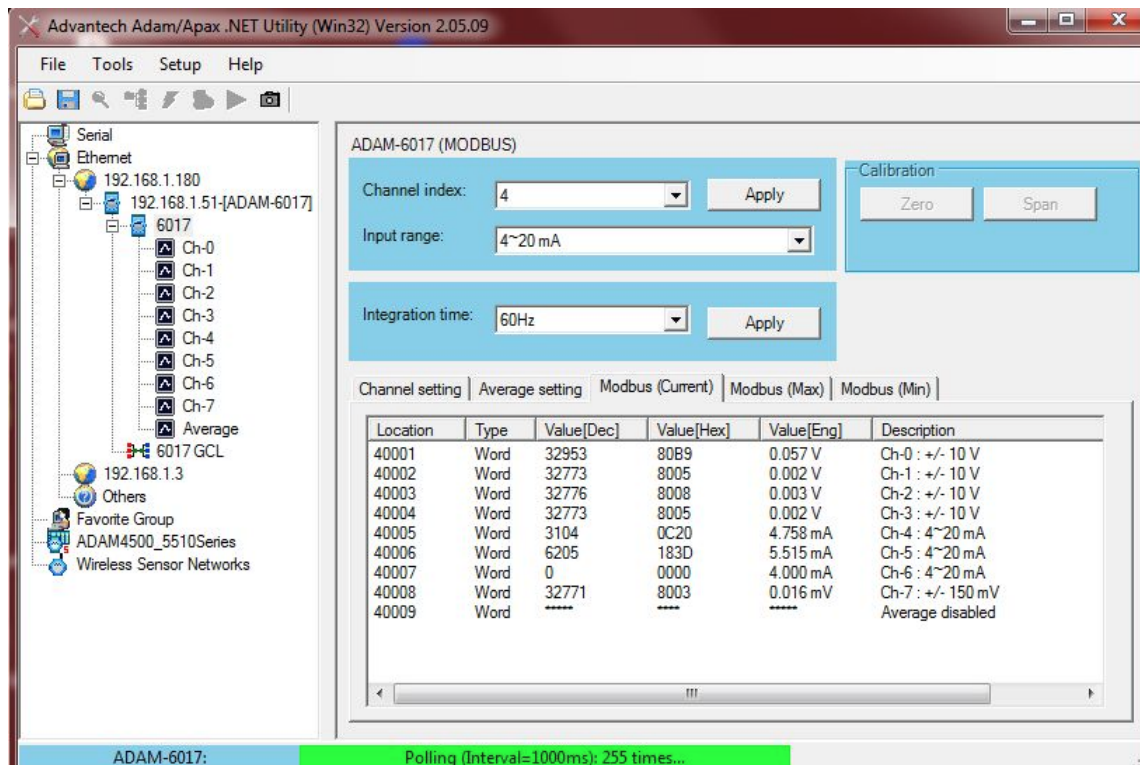 Advantech Adam/Apax .NET Utility (Win32) Version 2.05.09
File Tools Setup Help
Serial
Ethernet
192.168.1.180
192.168.1.51-[ADAM-6017]
6017
Ch-0
Ch-1
Ch-2
Ch-3
Ch-4
Ch-5
Ch-6
Ch-7
Average
6017 GCL
192.168.1.3
Others
Favorite Group
ADAM4500_5510Series
Wireless Sensor Networks
ADAM-6017 (MODBUS)
Channel index: 4 Apply
Input range: 4~20 mA
Calibration
Zero Span
Integration time: 60Hz Apply
Channel setting Average setting Modbus (Current) Modbus (Max) Modbus (Min)
Location Type Value[Dec] Value[Hex] Value[Eng] Description
40001 Word 32953 80B9 0.057 V Ch-0 : +/- 10 V
40002 Word 32773 8005 0.002 V Ch-1 : +/- 10 V
40003 Word 32776 8008 0.003 V Ch-2 : +/- 10 V
40004 Word 32773 8005 0.002 V Ch-3 : +/- 10 V
40005 Word 3104 0C20 4.758 mA Ch-4 : 4~20 mA
40006 Word 6205 183D 5.515 mA Ch-5 : 4~20 mA
40007 Word 0 0000 4.000 mA Ch-6 : 4~20 mA
40008 Word 32771 8003 0.016 mV Ch-7 : +/- 150 mV
40009 Word ***** **** ***** Average disabled
ADAM-6017: Polling (Interval=1000ms): 255 times...